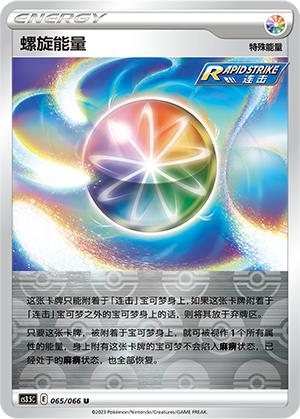 ENERGY
螺旋能量
特殊能量
RAPID STRIKE
连击
这张卡牌只能附着于「连击」宝可梦身上,如果这张卡牌
附着于「连击」宝可梦之外的宝可梦身上的话,则将其放于弃牌区。
只要这张卡牌,被附着于宝可梦身上,就可被视作1个所有属
性的能量,身上附有这张卡牌的宝可梦不会陷入麻痹状态,
已经处于的麻痹状态,也全部恢复。
CS3.5C E 065/066 U
©2023 Pokémon/Nintendo/Creatures/GAME FREAK.